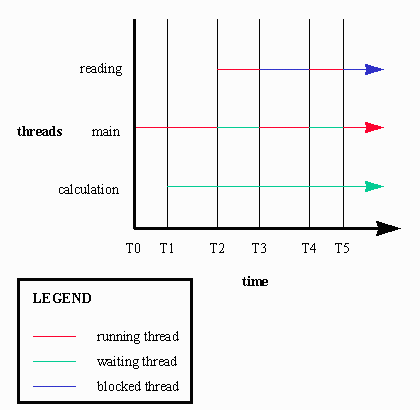 reading
threads main
calculation
T0 T1 T2 T3 T4 T5
time
LEGEND
running thread
waiting thread
blocked thread